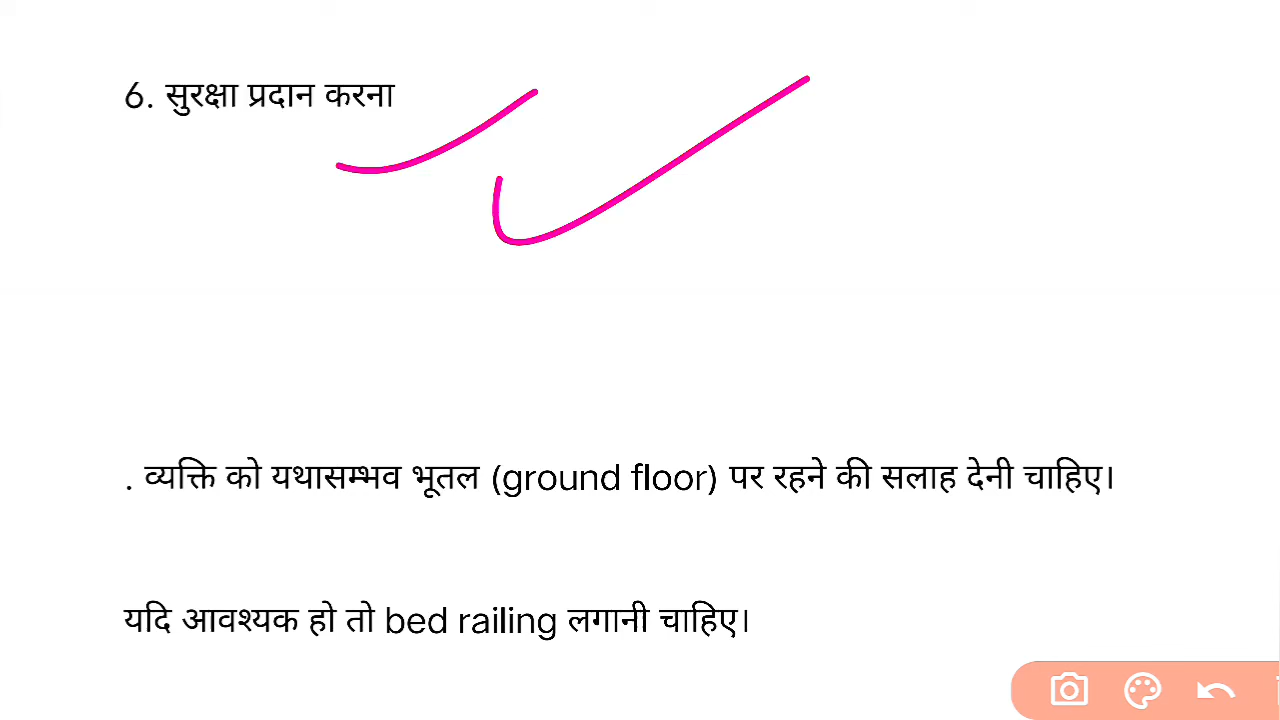 6. सुरक्षा प्रदान करना
. व्यक्ति को यथासम्भव भूतल (ground floor) पर रहने की सलाह देनी चाहिए।
यदि आवश्यक हो तो bed railing लगानी चाहिए।